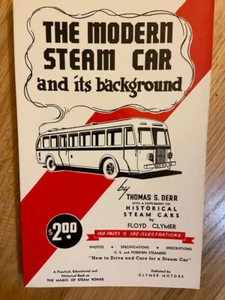 THE MODERN
STEAM CAR
and its background
by
THOMAS S. DERR
WITH A SUPPLEMENT ON
HISTORICAL
STEAM CARS
by
FLOYD CLYMER
160 PAGES & 100 ILLUSTRATIONS
$2.00
PHOTOS • SPECIFICATIONS • DESCRIPTIONS
U.S. and FOREIGN STEAMERS
"How to Drive and Care for a Steam Car"
A Practical, Educational and
Historical Book on
THE MAGIC OF STEAM POWER
Published by
CLYMER MOTORS